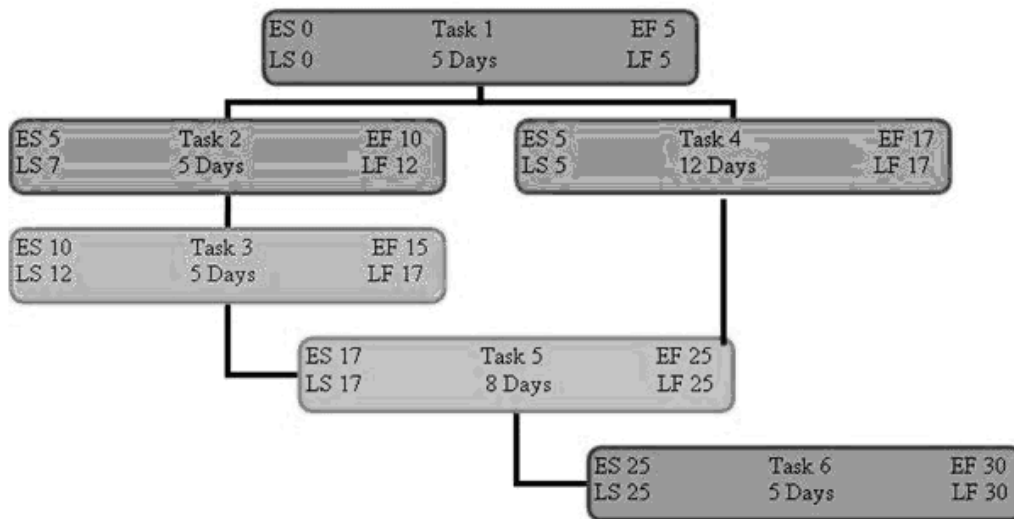 ES 0 Task 1 EF 5
LS 0 5 Days LF 5
ES 5 Task 2 EF 10
LS 7 5 Days LF 12
ES 5 Task 4 EF 17
LS 5 12 Days LF 17
ES 10 Task 3 EF 15
LS 12 5 Days LF 17
ES 17 Task 5 EF 25
LS 17 8 Days LF 25
ES 25 Task 6 EF 30
LS 25 5 Days LF 30